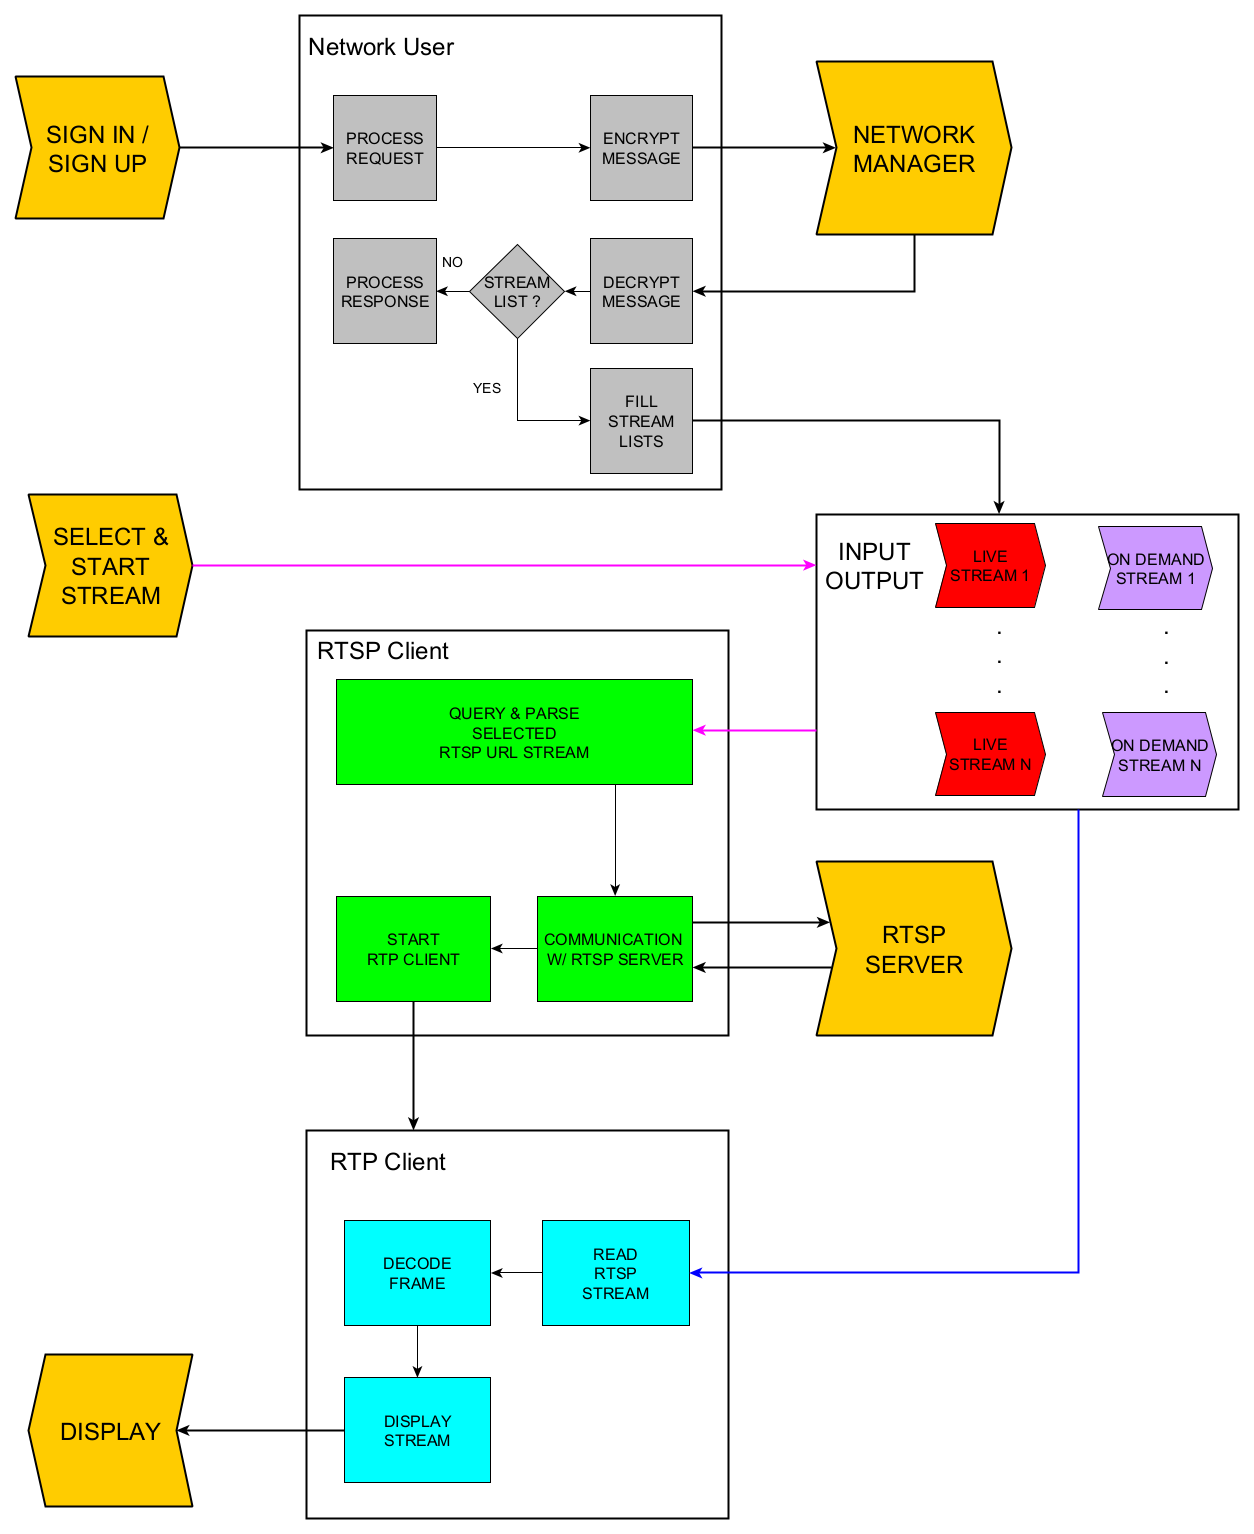 Network User
SIGN IN /
SIGN UP
PROCESS
REQUEST
ENCRYPT
MESSAGE
NETWORK
MANAGER
PROCESS
RESPONSE
NO
STREAM
LIST ?
DECRYPT
MESSAGE
YES
FILL
STREAM
LISTS
SELECT &
START
STREAM
INPUT
OUTPUT
LIVE
STREAM 1
ON DEMAND
STREAM 1
.
.
.
.
.
.
LIVE
STREAM N
ON DEMAND
STREAM N
RTSP Client
QUERY & PARSE
SELECTED
RTSP URL STREAM
START
RTP CLIENT
COMMUNICATION
W/ RTSP SERVER
RTSP
SERVER
RTP Client
DECODE
FRAME
READ
RTSP
STREAM
DISPLAY
STREAM
DISPLAY